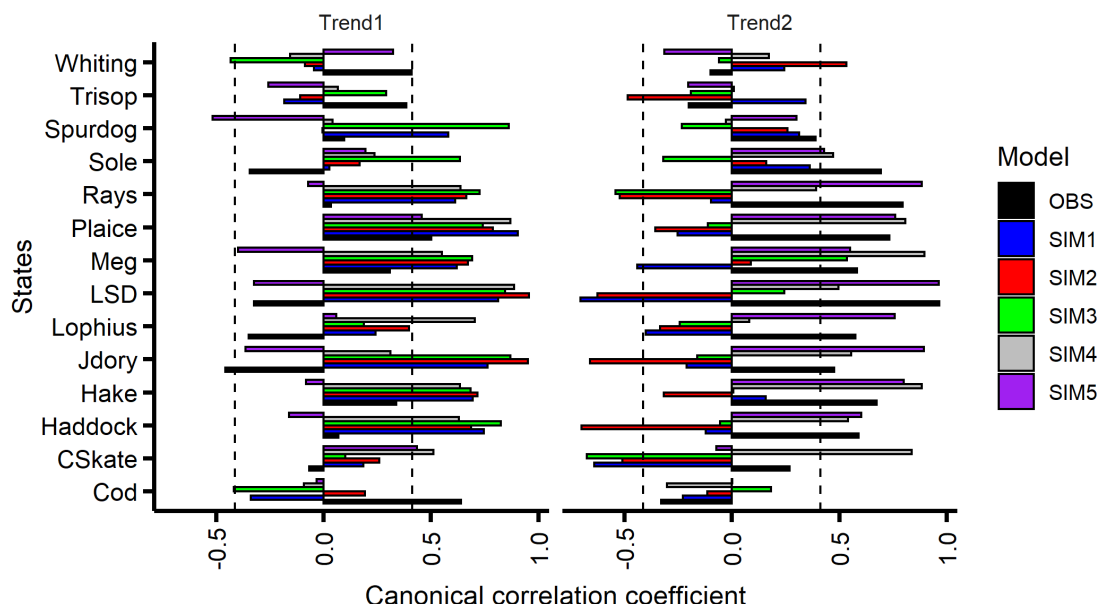 Trend1 Trend2
Whiting
Trisop
Spurdog
Sole
Rays
Plaice
Meg
LSD
Lophius
Jdory
Hake
Haddock
CSkate
Cod
States
-0.5 0.0 0.5 1.0 -0.5 0.0 0.5 1.0
Canonical correlation coefficient
Model
OBS
SIM1
SIM2
SIM3
SIM4
SIM5